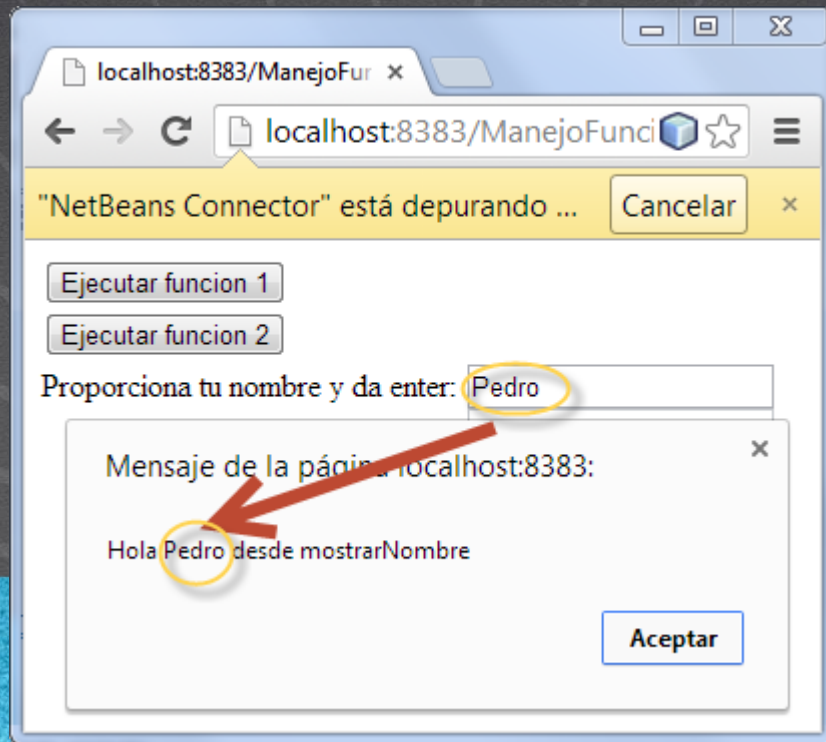 localhost:8383/ManejoFur
localhost:8383/ManejoFunci
"NetBeans Connector" está depurando ...
Cancelar
Ejecutar funcion 1
Ejecutar funcion 2
Proporciona tu nombre y da enter: Pedro
Mensaje de la página localhost:8383:
Hola Pedro desde mostrarNombre
Aceptar